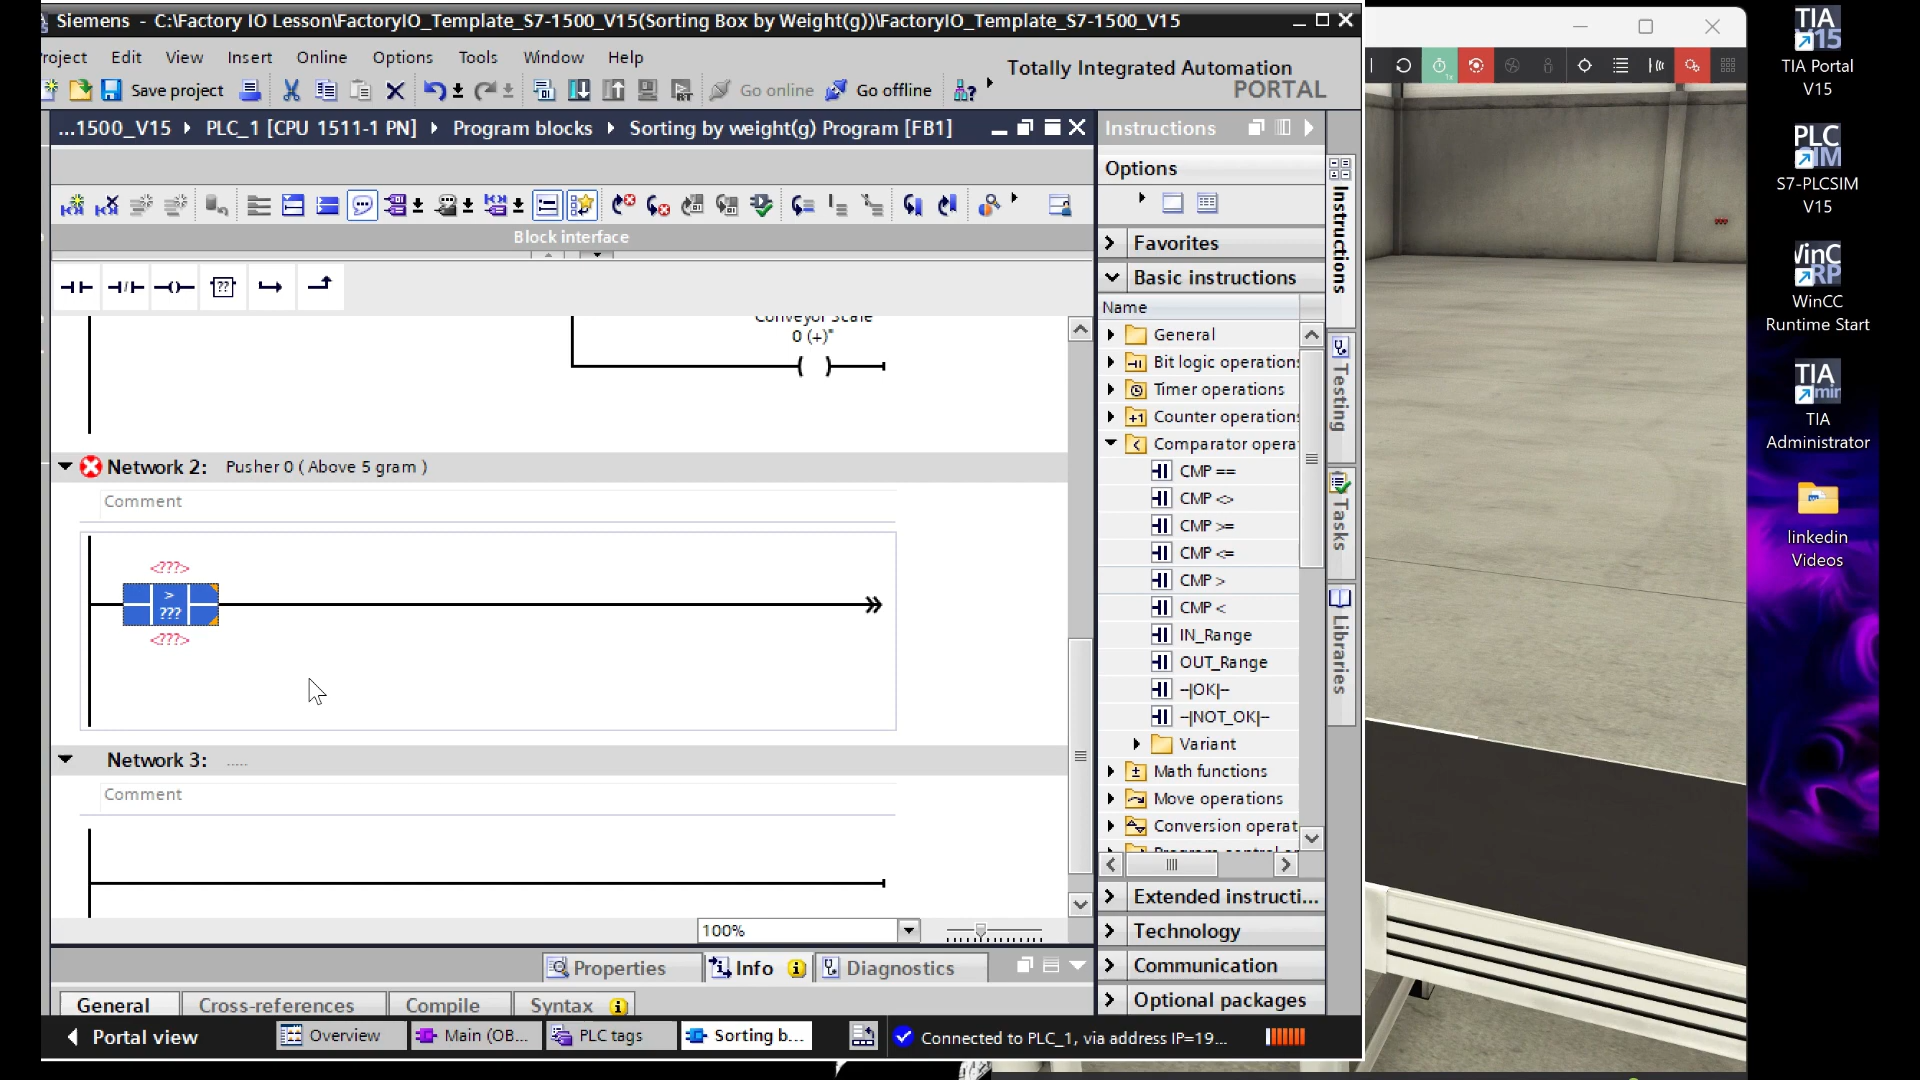 Siemens - C:\Factory IO Lesson\FactoryIO_Template_S7-1500_V15(Sorting Box by Weight(g))\FactoryIO_Template_S7-1500_V15
roject Edit View Insert Online Options Tools Window Help
Totally Integrated Automation
PORTAL
Save project Go online Go offline
...1500_V15 PLC_1 [CPU 1511-1 PN] Program blocks Sorting by weight(g) Program [FB1]
Block interface
??
Conveyor Scale
0 (+)"
Network 2: Pusher 0 ( Above 5 gram )
Comment
<???>
>
???
<???>
Network 3: .....
Comment
100%
Properties Info Diagnostics
General Cross-references Compile Syntax
Portal view Overview Main (OB... PLC tags Sorting b... Connected to PLC_1, via address IP=19...
Instructions
Options
Favorites
Basic instructions
Name
General
Bit logic operations
Timer operations
Counter operations
Comparator opera
CMP ==
CMP <>
CMP >=
CMP <=
CMP >
CMP <
IN_Range
OUT_Range
-|OK|-
-|NOT_OK|-
Variant
Math functions
Move operations
Conversion operat
Extended instructi...
Technology
Communication
Optional packages
Instructions
Testing
Tasks
Libraries
TIA Portal
V15
S7-PLCSIM
V15
WinCC
Runtime Start
TIA
Administrator
linkedin
Videos